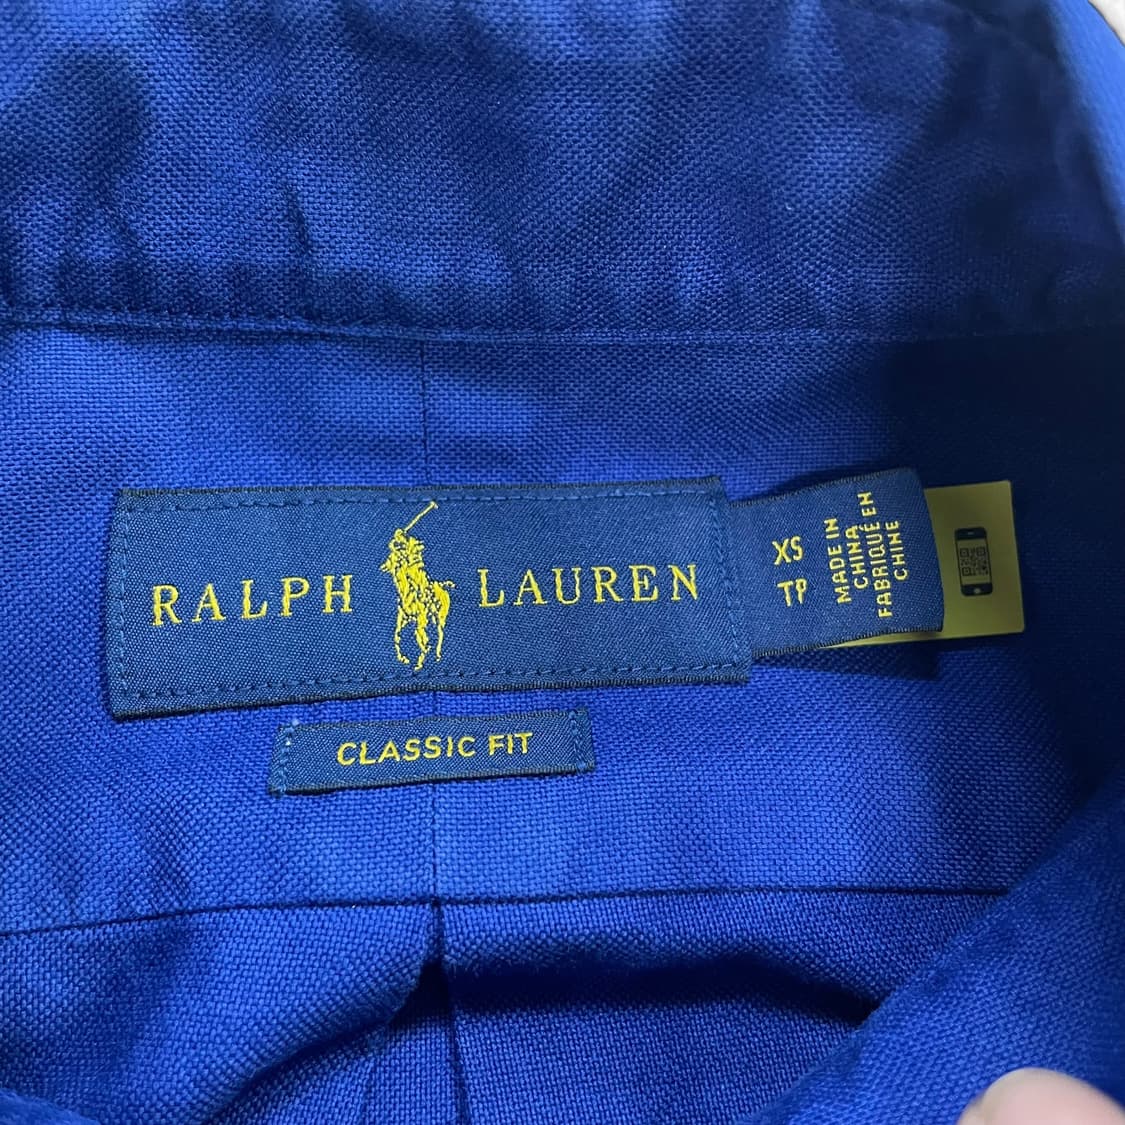 RALPH LAUREN
CLASSIC FIT
XS
TP
MADE IN
CHINA
FABRIQUÉ EN
CHINE